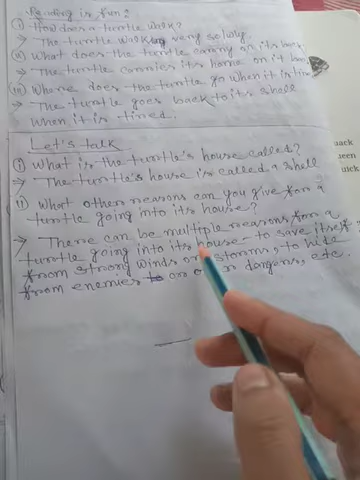 Reading is fun?
(i) How does a turtle walk?
→ The turtle walks very slowly.
(ii) What does the turtle carry on its back
→ The turtle carries its home on it
(iii) Where does the turtle go when it is time
→ The turtle goes back to its shell
when it is tired.
Let's talk
(i) What is the turtle's house called?
→ The turtle's house is called a shell
(ii) What other reasons can you give for a
turtle going into its house?
→ There can be multiple reasons for a
turtle going into its house - to save itself
from strong winds or storms, to hide
from enemies or dangers, etc.
uack